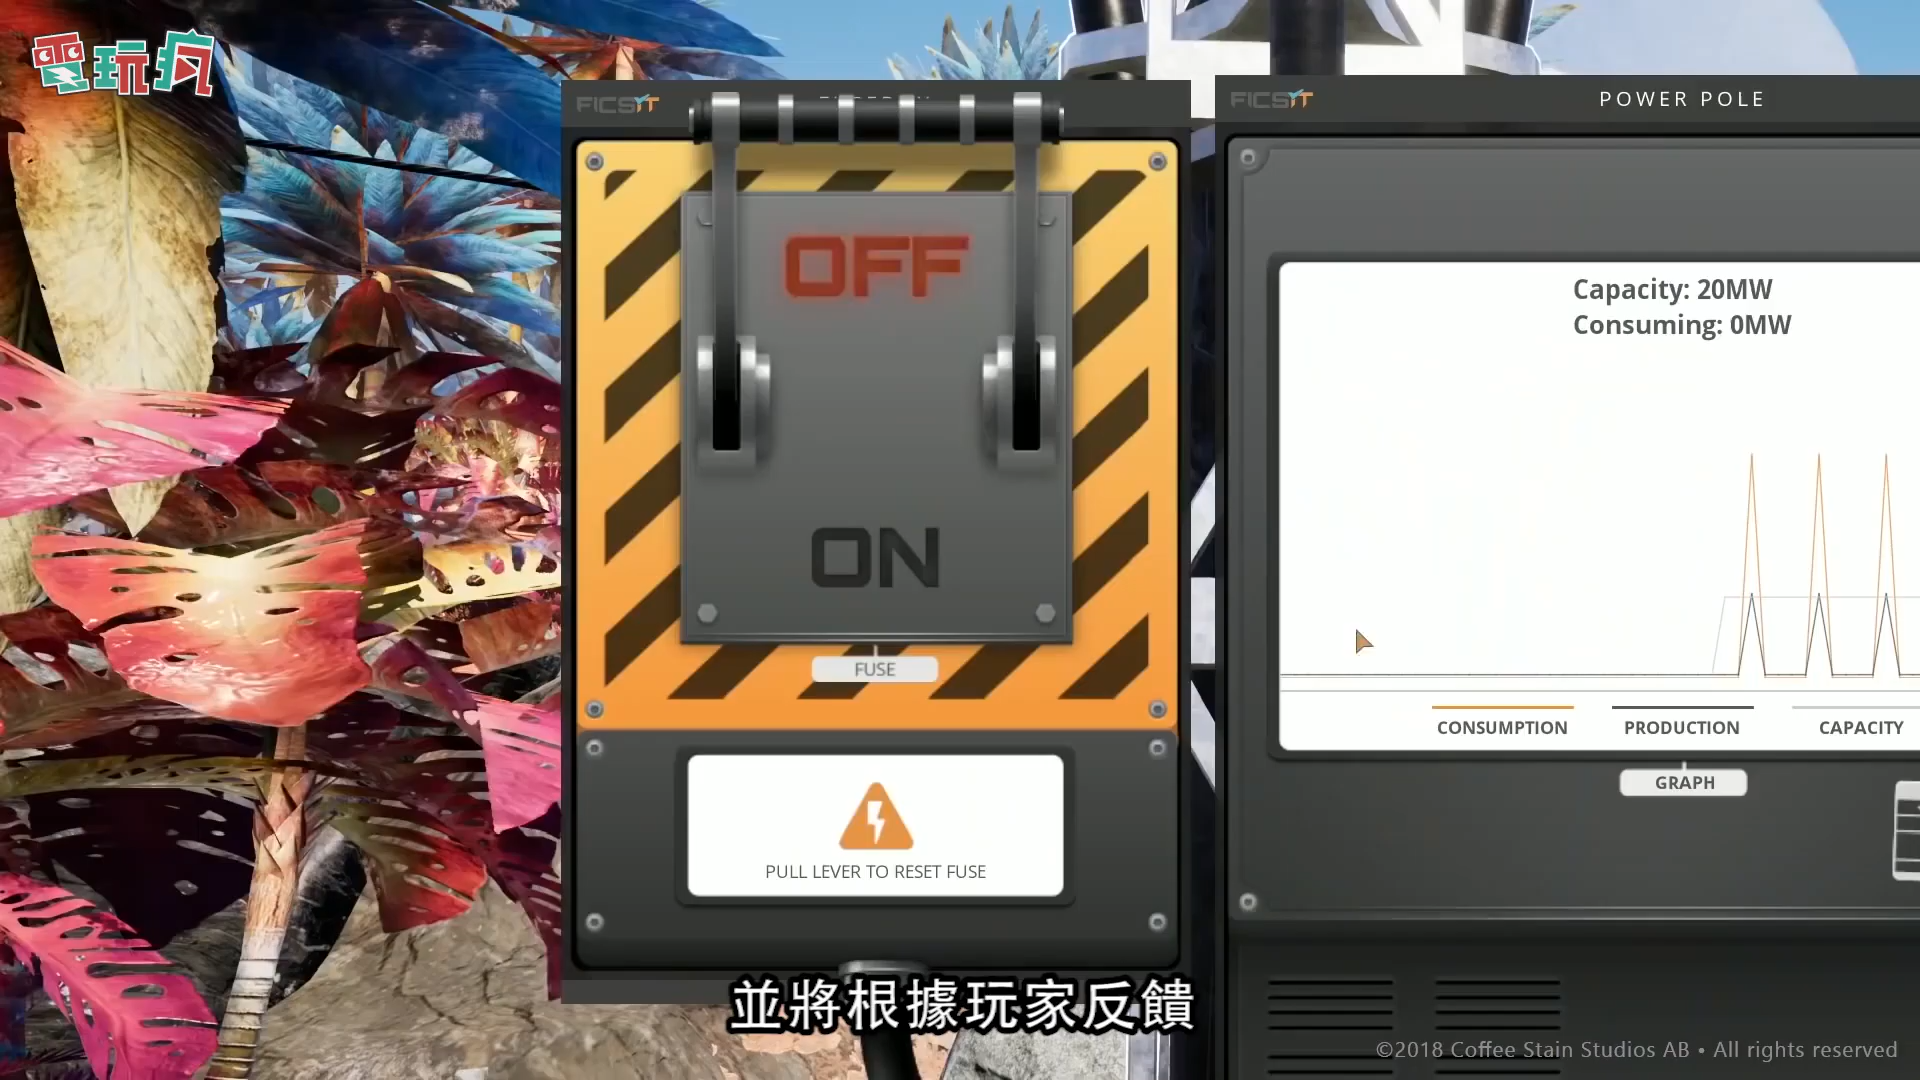 電玩瘋
FICSIT
OFF
ON
FUSE
PULL LEVER TO RESET FUSE
FICSIT
POWER POLE
Capacity: 20MW
Consuming: 0MW
CONSUMPTION
PRODUCTION
CAPACITY
GRAPH
並將根據玩家反饋
©2018 Coffee Stain Studios AB • All rights reserved